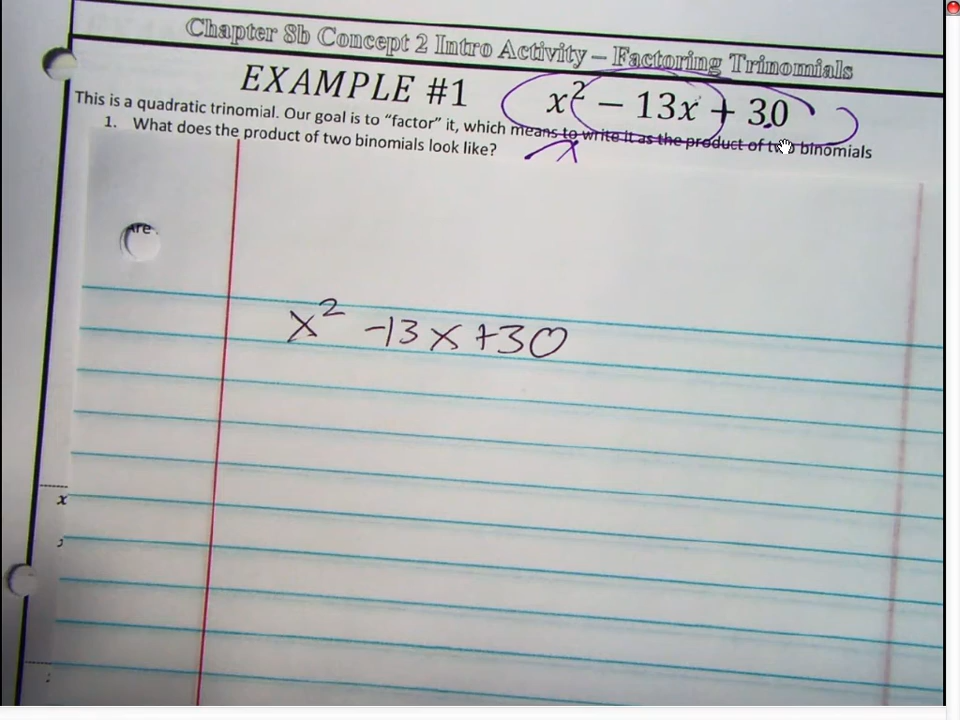 Chapter 8b Concept 2 Intro Activity – Factoring Trinomials
EXAMPLE #1 x² − 13x + 30
This is a quadratic trinomial. Our goal is to “factor” it, which means to write it as the product of two binomials
1. What does the product of two binomials look like?
x² -13x +30
x